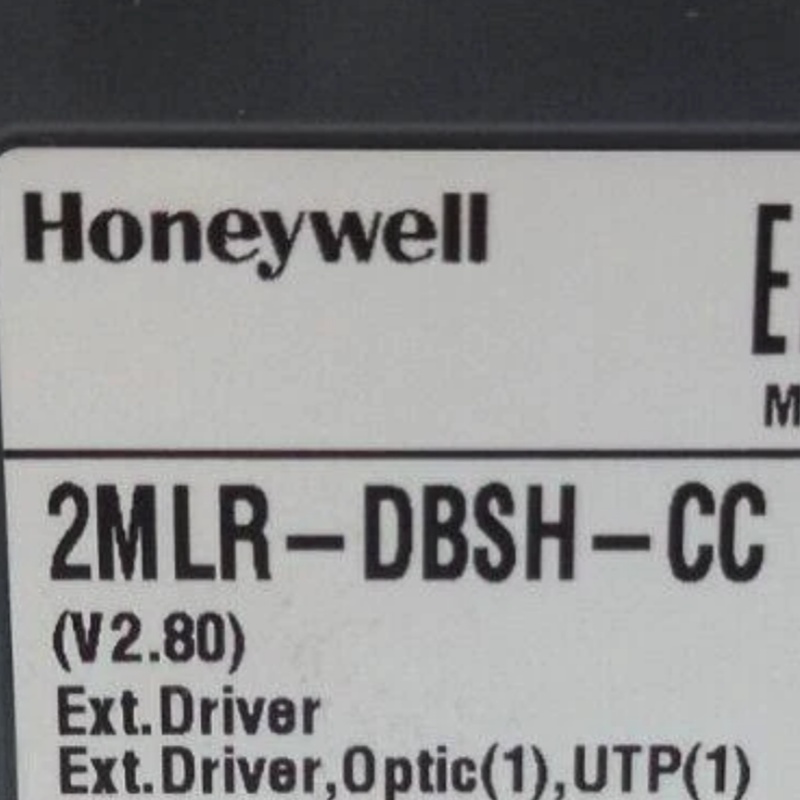 Honeywell
2MLR-DBSH-CC
(V2.80)
Ext.Driver
Ext.Driver,Optic(1),UTP(1)